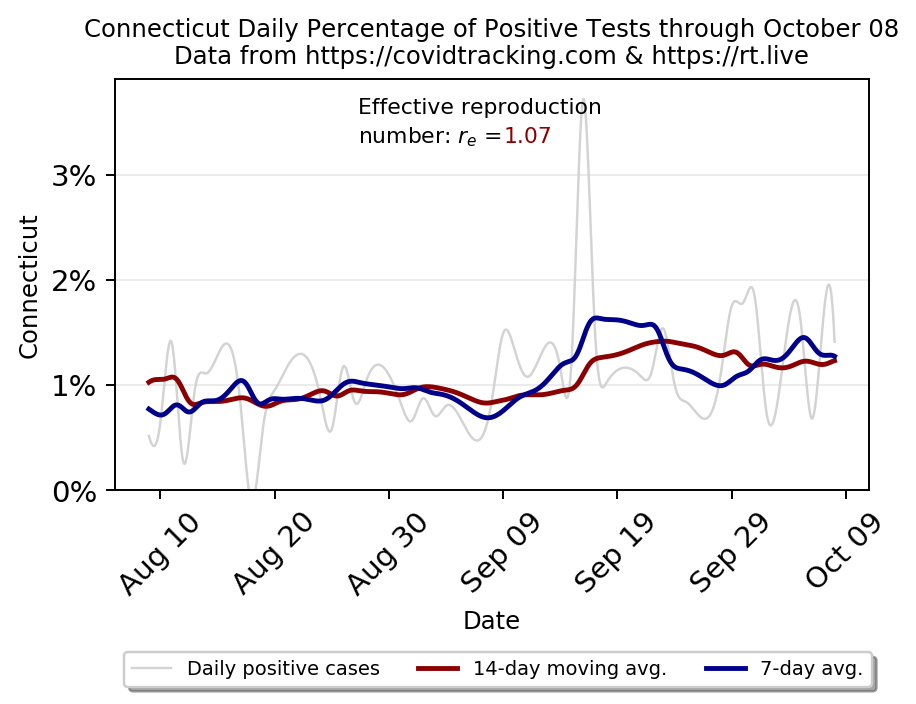 Connecticut Daily Percentage of Positive Tests through October 08
Data from https://covidtracking.com & https://rt.live
Effective reproduction
number: rₑ =1.07
3%
2%
1%
0%
Connecticut
Aug 10
Aug 20
Aug 30
Sep 09
Sep 19
Sep 29
Oct 09
Date
Daily positive cases
14-day moving avg.
7-day avg.